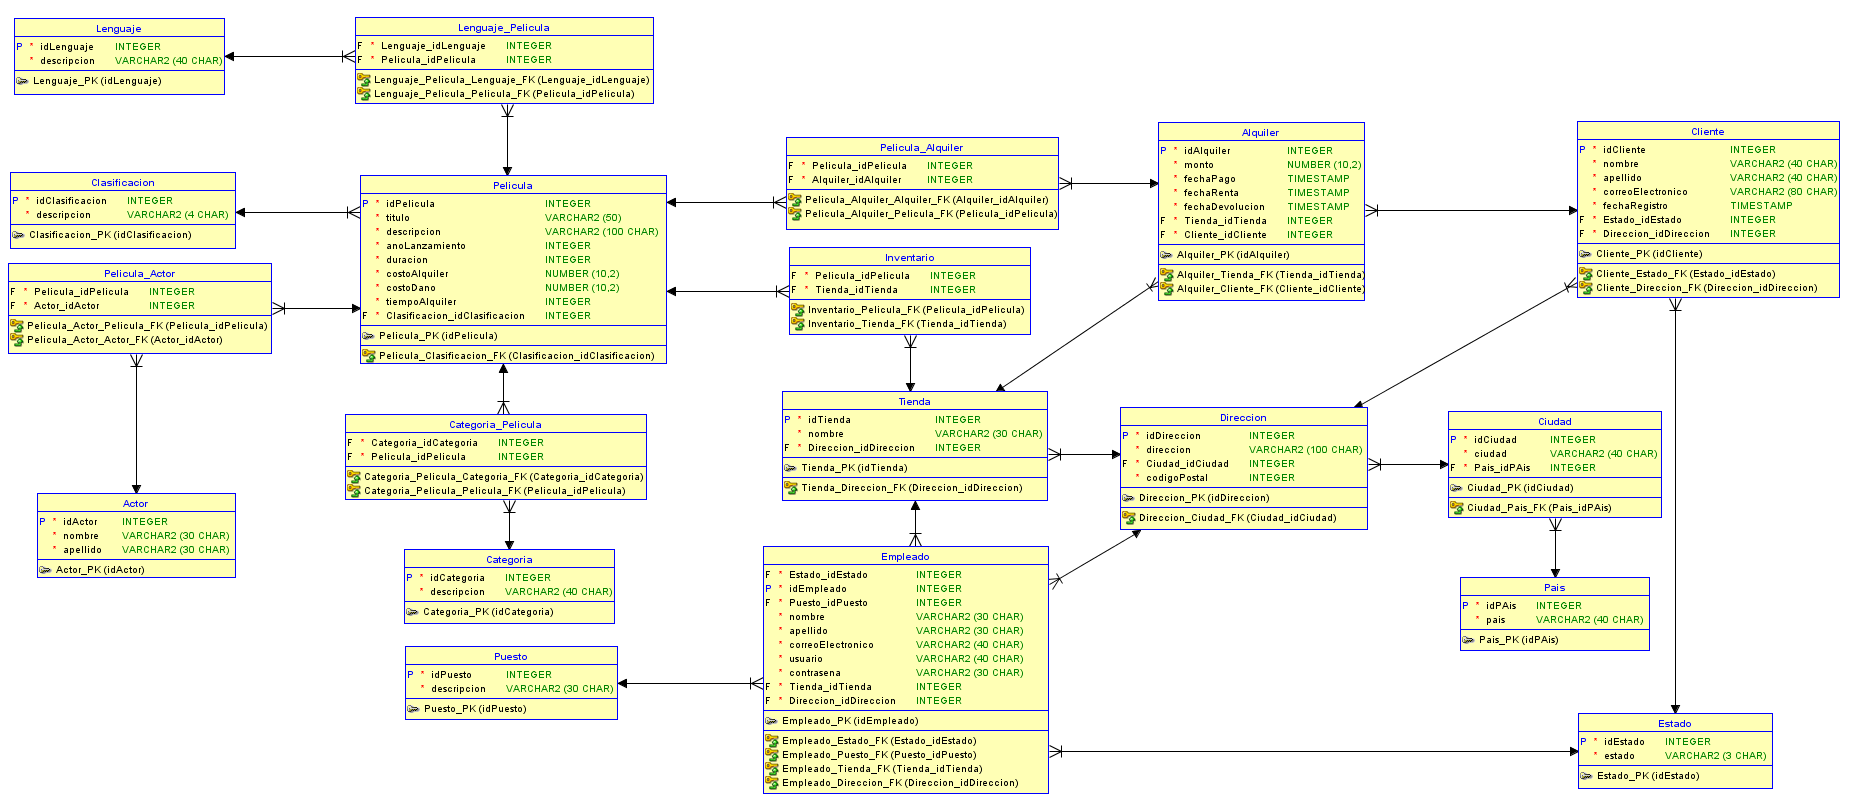 Lenguaje
P * idLenguaje INTEGER
* descripcion VARCHAR2 (40 CHAR)
Lenguaje_PK (idLenguaje)
Lenguaje_Pelicula
F * Lenguaje_idLenguaje INTEGER
F * Pelicula_idPelicula INTEGER
Lenguaje_Pelicula_Lenguaje_FK (Lenguaje_idLenguaje)
Lenguaje_Pelicula_Pelicula_FK (Pelicula_idPelicula)
Clasificacion
P * idClasificacion INTEGER
* descripcion VARCHAR2 (4 CHAR)
Clasificacion_PK (idClasificacion)
Pelicula
P * idPelicula INTEGER
* titulo VARCHAR2 (50)
* descripcion VARCHAR2 (100 CHAR)
* anoLanzamiento INTEGER
* duracion INTEGER
* costoAlquiler NUMBER (10,2)
* costoDano NUMBER (10,2)
* tiempoAlquiler INTEGER
F * Clasificacion_idClasificacion INTEGER
Pelicula_PK (idPelicula)
Pelicula_Clasificacion_FK (Clasificacion_idClasificacion)
Pelicula_Alquiler
F * Pelicula_idPelicula INTEGER
F * Alquiler_idAlquiler INTEGER
Pelicula_Alquiler_Alquiler_FK (Alquiler_idAlquiler)
Pelicula_Alquiler_Pelicula_FK (Pelicula_idPelicula)
Alquiler
P * idAlquiler INTEGER
* monto NUMBER (10,2)
* fechaPago TIMESTAMP
* fechaRenta TIMESTAMP
* fechaDevolucion TIMESTAMP
F * Tienda_idTienda INTEGER
F * Cliente_idCliente INTEGER
Alquiler_PK (idAlquiler)
Alquiler_Tienda_FK (Tienda_idTienda)
Alquiler_Cliente_FK (Cliente_idCliente)
Cliente
P * idCliente INTEGER
* nombre VARCHAR2 (40 CHAR)
* apellido VARCHAR2 (40 CHAR)
* correoElectronico VARCHAR2 (80 CHAR)
* fechaRegistro TIMESTAMP
F * Estado_idEstado INTEGER
F * Direccion_idDireccion INTEGER
Cliente_PK (idCliente)
Cliente_Estado_FK (Estado_idEstado)
Cliente_Direccion_FK (Direccion_idDireccion)
Pelicula_Actor
F * Pelicula_idPelicula INTEGER
F * Actor_idActor INTEGER
Pelicula_Actor_Pelicula_FK (Pelicula_idPelicula)
Pelicula_Actor_Actor_FK (Actor_idActor)
Inventario
F * Pelicula_idPelicula INTEGER
F * Tienda_idTienda INTEGER
Inventario_Pelicula_FK (Pelicula_idPelicula)
Inventario_Tienda_FK (Tienda_idTienda)
Actor
P * idActor INTEGER
* nombre VARCHAR2 (30 CHAR)
* apellido VARCHAR2 (30 CHAR)
Actor_PK (idActor)
Categoria_Pelicula
F * Categoria_idCategoria INTEGER
F * Pelicula_idPelicula INTEGER
Categoria_Pelicula_Categoria_FK (Categoria_idCategoria)
Categoria_Pelicula_Pelicula_FK (Pelicula_idPelicula)
Tienda
P * idTienda INTEGER
* nombre VARCHAR2 (30 CHAR)
F * Direccion_idDireccion INTEGER
Tienda_PK (idTienda)
Tienda_Direccion_FK (Direccion_idDireccion)
Direccion
P * idDireccion INTEGER
* direccion VARCHAR2 (100 CHAR)
F * Ciudad_idCiudad INTEGER
* codigoPostal INTEGER
Direccion_PK (idDireccion)
Direccion_Ciudad_FK (Ciudad_idCiudad)
Ciudad
P * idCiudad INTEGER
* ciudad VARCHAR2 (40 CHAR)
F * Pais_idPAis INTEGER
Ciudad_PK (idCiudad)
Ciudad_Pais_FK (Pais_idPAis)
Categoria
P * idCategoria INTEGER
* descripcion VARCHAR2 (40 CHAR)
Categoria_PK (idCategoria)
Empleado
F * Estado_idEstado INTEGER
P * idEmpleado INTEGER
F * Puesto_idPuesto INTEGER
* nombre VARCHAR2 (30 CHAR)
* apellido VARCHAR2 (30 CHAR)
* correoElectronico VARCHAR2 (40 CHAR)
* usuario VARCHAR2 (40 CHAR)
* contrasena VARCHAR2 (30 CHAR)
F * Tienda_idTienda INTEGER
F * Direccion_idDireccion INTEGER
Empleado_PK (idEmpleado)
Empleado_Estado_FK (Estado_idEstado)
Empleado_Puesto_FK (Puesto_idPuesto)
Empleado_Tienda_FK (Tienda_idTienda)
Empleado_Direccion_FK (Direccion_idDireccion)
Pais
P * idPAis INTEGER
* pais VARCHAR2 (40 CHAR)
Pais_PK (idPAis)
Puesto
P * idPuesto INTEGER
* descripcion VARCHAR2 (30 CHAR)
Puesto_PK (idPuesto)
Estado
P * idEstado INTEGER
* estado VARCHAR2 (3 CHAR)
Estado_PK (idEstado)